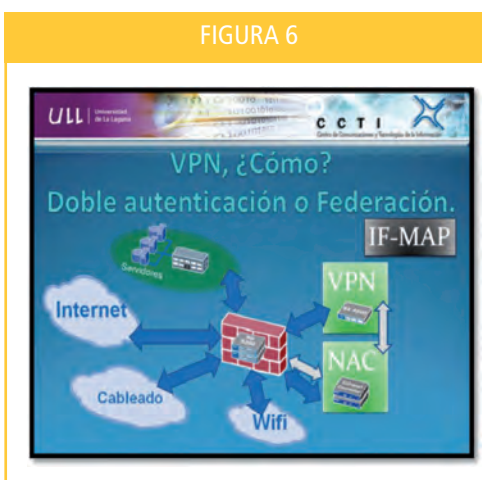 FIGURA 6
ULL | Universidad de La Laguna
C C T I
Centro de Comunicaciones y Tecnologías de la Información
VPN, ¿Cómo?
Doble autenticación o Federación.
IF-MAP
Servidores
VPN
Internet
NAC
Cableado
Wifi